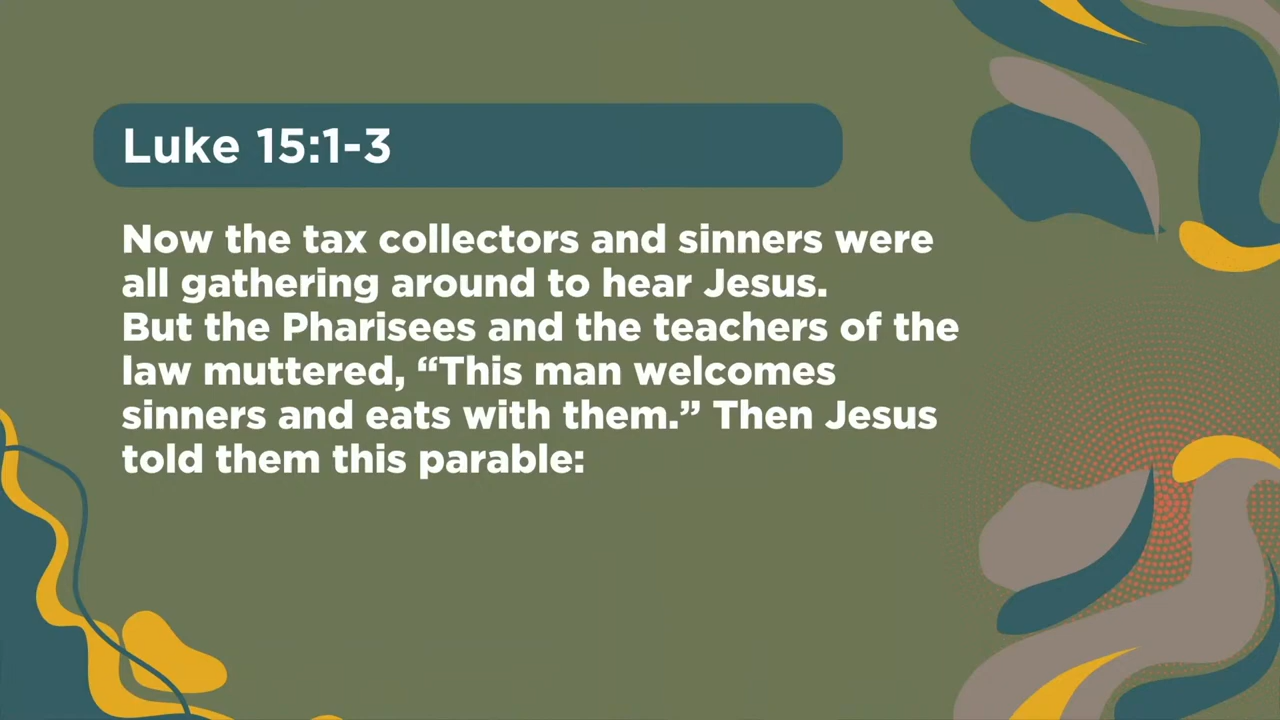 Luke 15:1-3
Now the tax collectors and sinners were
all gathering around to hear Jesus.
But the Pharisees and the teachers of the
law muttered, “This man welcomes
sinners and eats with them.” Then Jesus
told them this parable: